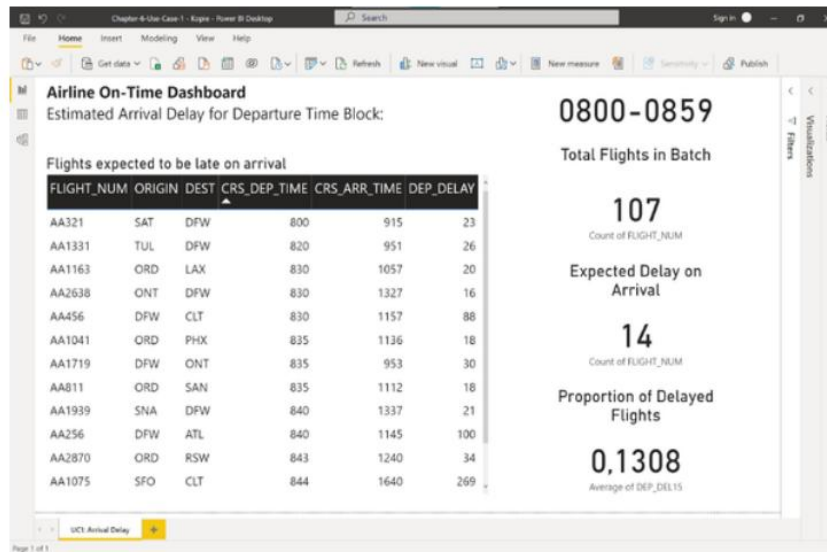 Chapter-6-Use-Case-1 - Kopie - Power BI Desktop
Search
Sign in
File Home Insert Modeling View Help
Get data Refresh New visual New measure Sensitivity Publish
Airline On-Time Dashboard
Estimated Arrival Delay for Departure Time Block:
Flights expected to be late on arrival
FLIGHT_NUM ORIGIN DEST CRS_DEP_TIME CRS_ARR_TIME DEP_DELAY
AA321 SAT DFW 800 915 23
AA1331 TUL DFW 820 951 26
AA1163 ORD LAX 830 1057 20
AA2638 ONT DFW 830 1327 16
AA456 DFW CLT 830 1157 88
AA1041 ORD PHX 835 1136 18
AA1719 DFW ONT 835 953 30
AA811 ORD SAN 835 1112 18
AA1939 SNA DFW 840 1337 21
AA256 DFW ATL 840 1145 100
AA2870 ORD RSW 843 1240 34
AA1075 SFO CLT 844 1640 269
0800-0859
Total Flights in Batch
107
Count of FLIGHT_NUM
Expected Delay on
Arrival
14
Count of FLIGHT_NUM
Proportion of Delayed
Flights
0,1308
Average of DEP_DEL15
Filters
Visualizations
UC1: Arrival Delay
Page 1 of 1